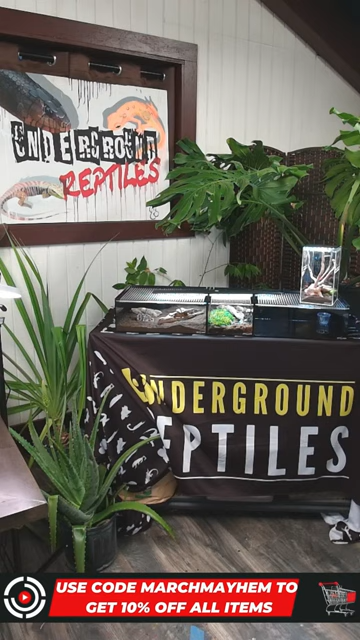 UNDERGROUND
REPTILES
UNDERGROUND
REPTILES
USE CODE MARCHMAYHEM TO
GET 10% OFF ALL ITEMS